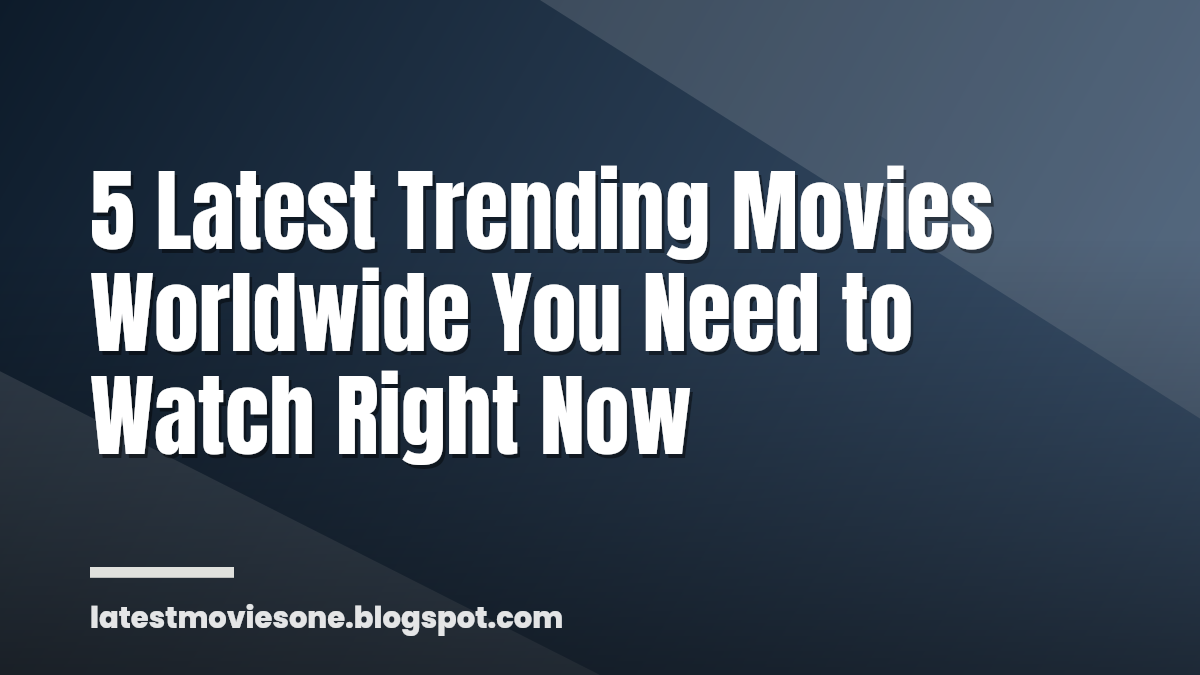 5 Latest Trending Movies
Worldwide You Need to
Watch Right Now
latestmoviesone.blogspot.com